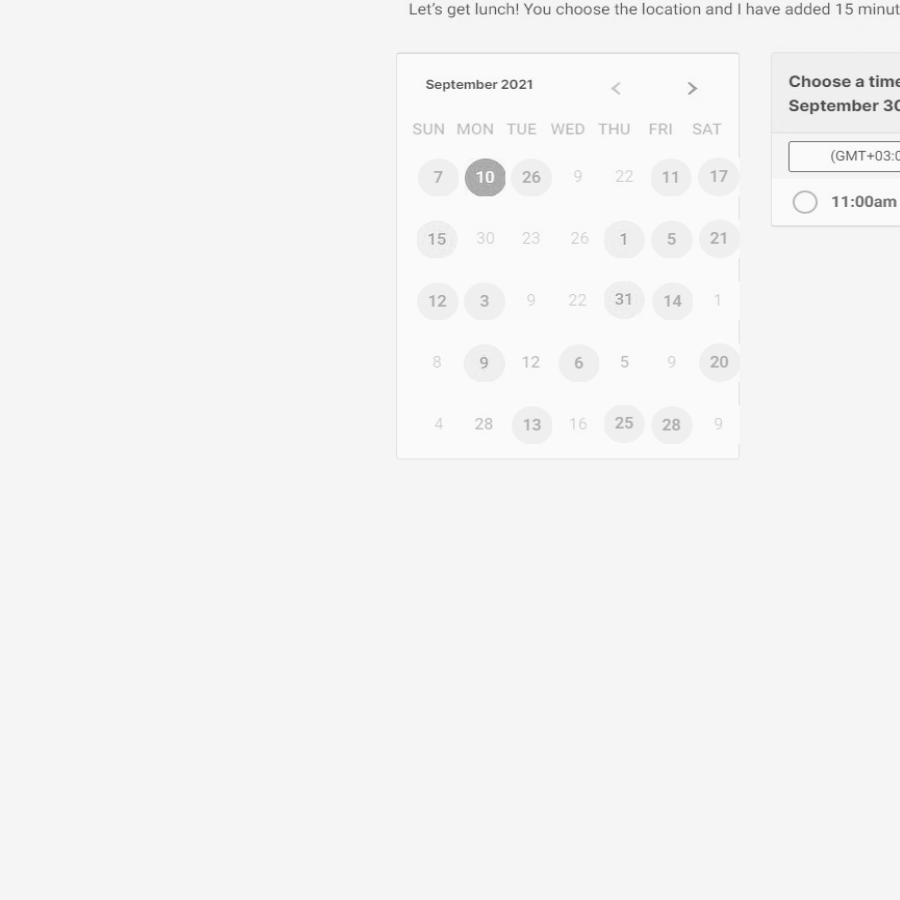 Let's get lunch! You choose the location and I have added 15 minut
September 2021
SUN MON TUE WED THU FRI SAT
7 10 26 9 22 11 17
15 30 23 26 1 5 21
12 3 9 22 31 14 1
8 9 12 6 5 9 20
4 28 13 16 25 28 9
Choose a time
September 30
(GMT+03:0
11:00am